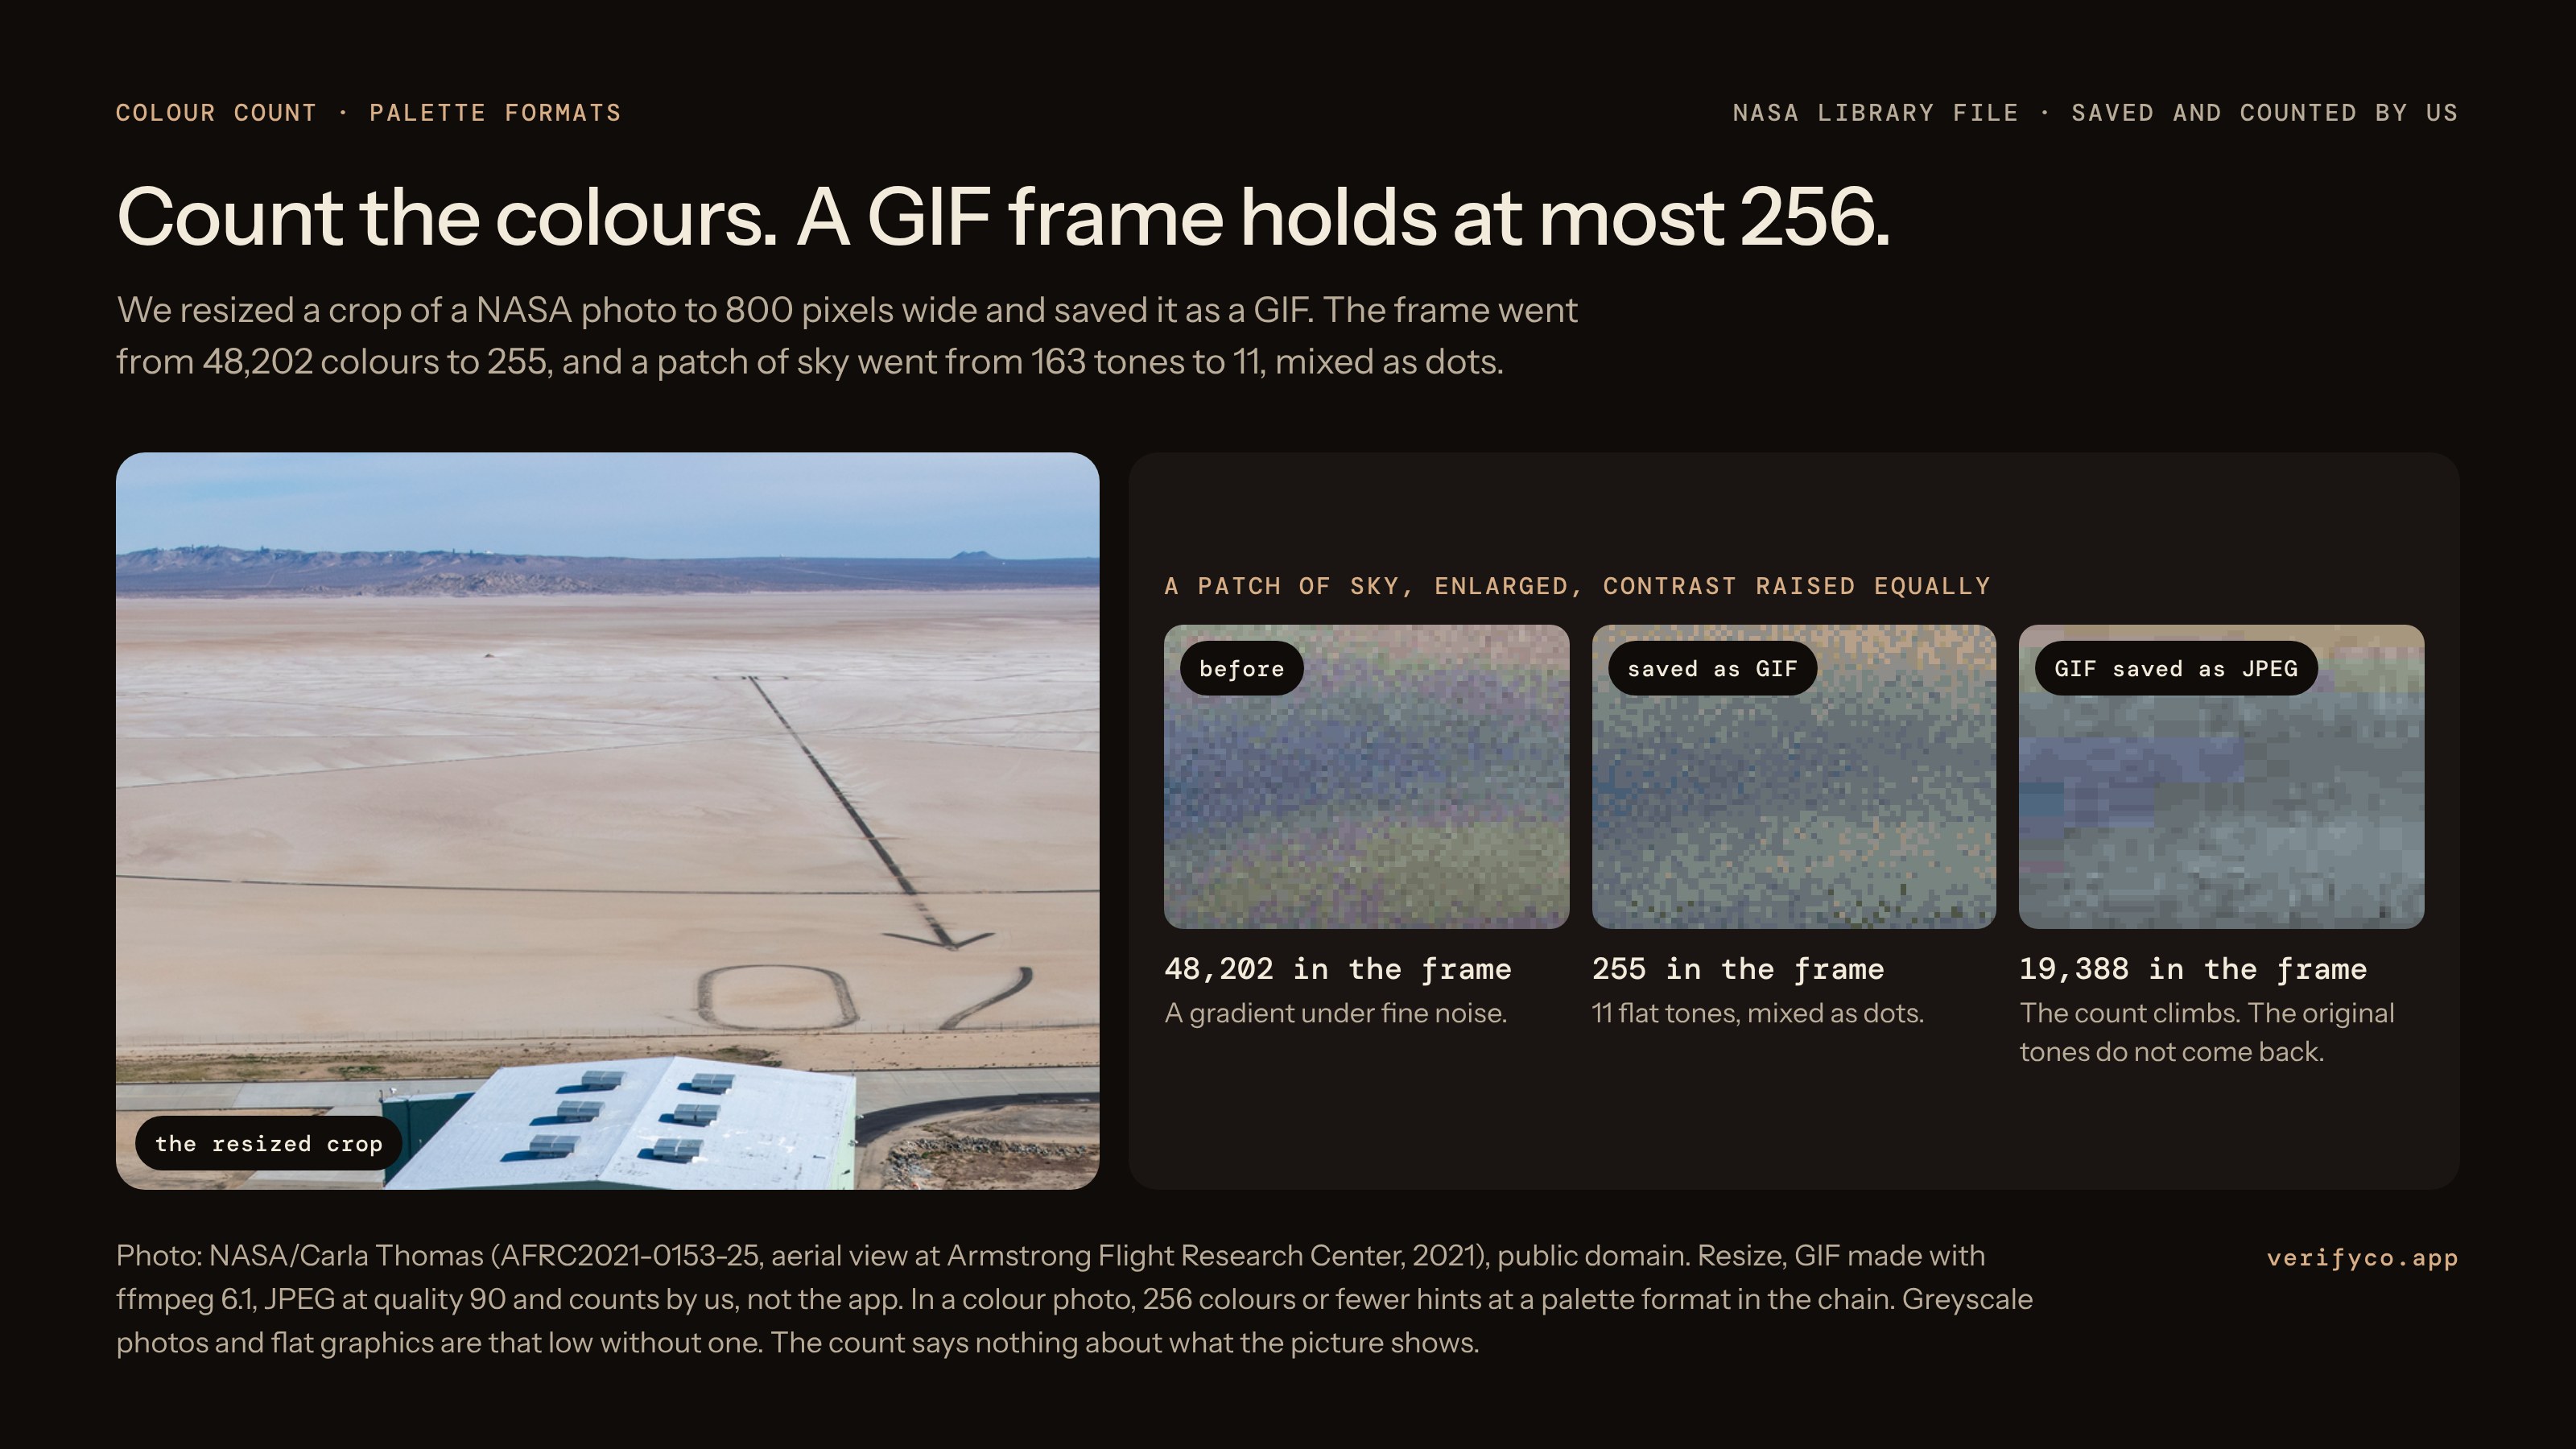 COLOUR COUNT · PALETTE FORMATS
NASA LIBRARY FILE · SAVED AND COUNTED BY US
Count the colours. A GIF frame holds at most 256.
We resized a crop of a NASA photo to 800 pixels wide and saved it as a GIF. The frame went
from 48,202 colours to 255, and a patch of sky went from 163 tones to 11, mixed as dots.
the resized crop
A PATCH OF SKY, ENLARGED, CONTRAST RAISED EQUALLY
before
saved as GIF
GIF saved as JPEG
48,202 in the frame
A gradient under fine noise.
255 in the frame
11 flat tones, mixed as dots.
19,388 in the frame
The count climbs. The original
tones do not come back.
Photo: NASA/Carla Thomas (AFRC2021-0153-25, aerial view at Armstrong Flight Research Center, 2021), public domain. Resize, GIF made with
ffmpeg 6.1, JPEG at quality 90 and counts by us, not the app. In a colour photo, 256 colours or fewer hints at a palette format in the chain. Greyscale
photos and flat graphics are that low without one. The count says nothing about what the picture shows.
verifyco.app